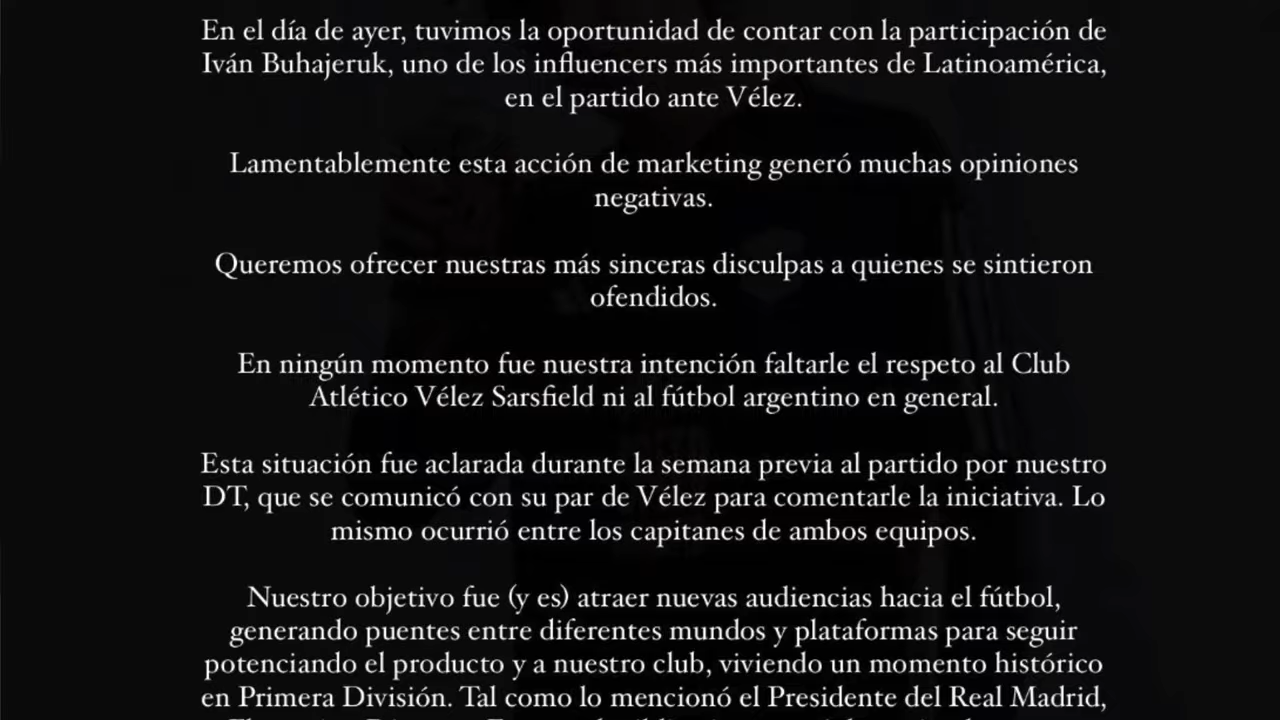 En el día de ayer, tuvimos la oportunidad de contar con la participación de
Iván Buhajeruk, uno de los influencers más importantes de Latinoamérica,
en el partido ante Vélez.
Lamentablemente esta acción de marketing generó muchas opiniones
negativas.
Queremos ofrecer nuestras más sinceras disculpas a quienes se sintieron
ofendidos.
En ningún momento fue nuestra intención faltarle el respeto al Club
Atlético Vélez Sarsfield ni al fútbol argentino en general.
Esta situación fue aclarada durante la semana previa al partido por nuestro
DT, que se comunicó con su par de Vélez para comentarle la iniciativa. Lo
mismo ocurrió entre los capitanes de ambos equipos.
Nuestro objetivo fue (y es) atraer nuevas audiencias hacia el fútbol,
generando puentes entre diferentes mundos y plataformas para seguir
potenciando el producto y a nuestro club, viviendo un momento histórico
en Primera División. Tal como lo mencionó el Presidente del Real Madrid,